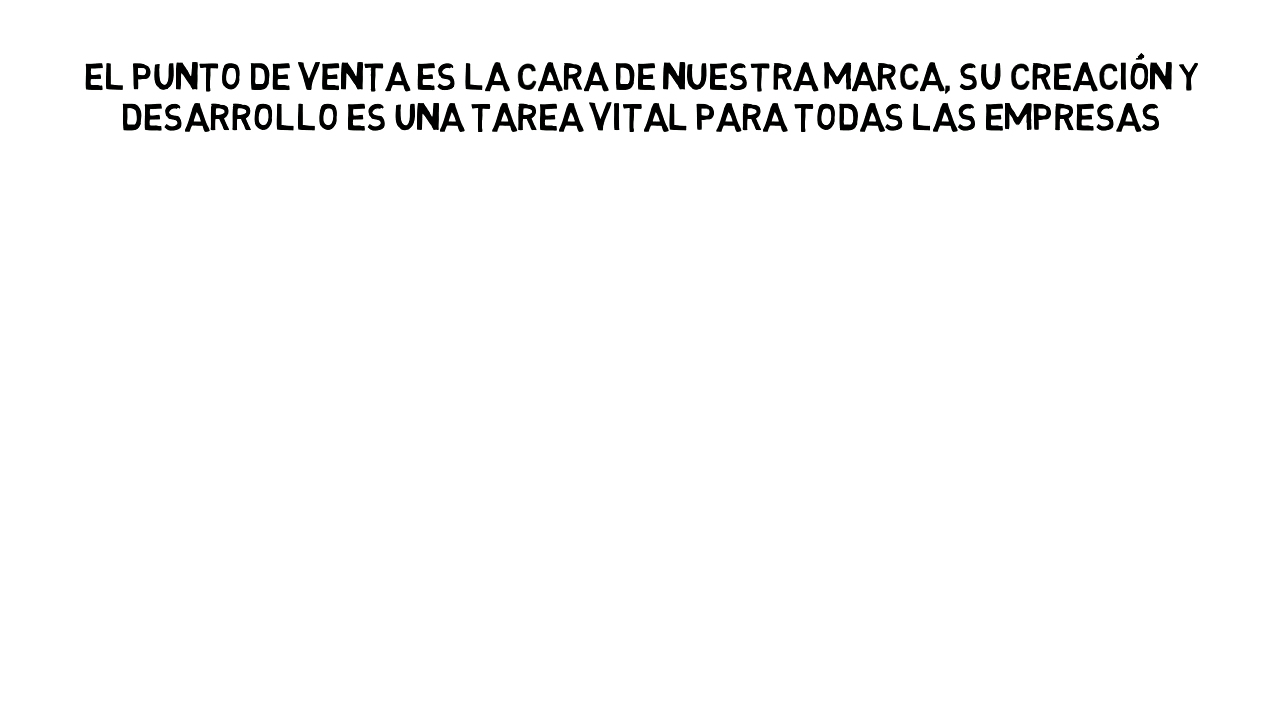 EL PUNTO DE VENTA ES LA CARA DE NUESTRA MARCA, SU CREACIÓN Y
DESARROLLO ES UNA TAREA VITAL PARA TODAS LAS EMPRESAS